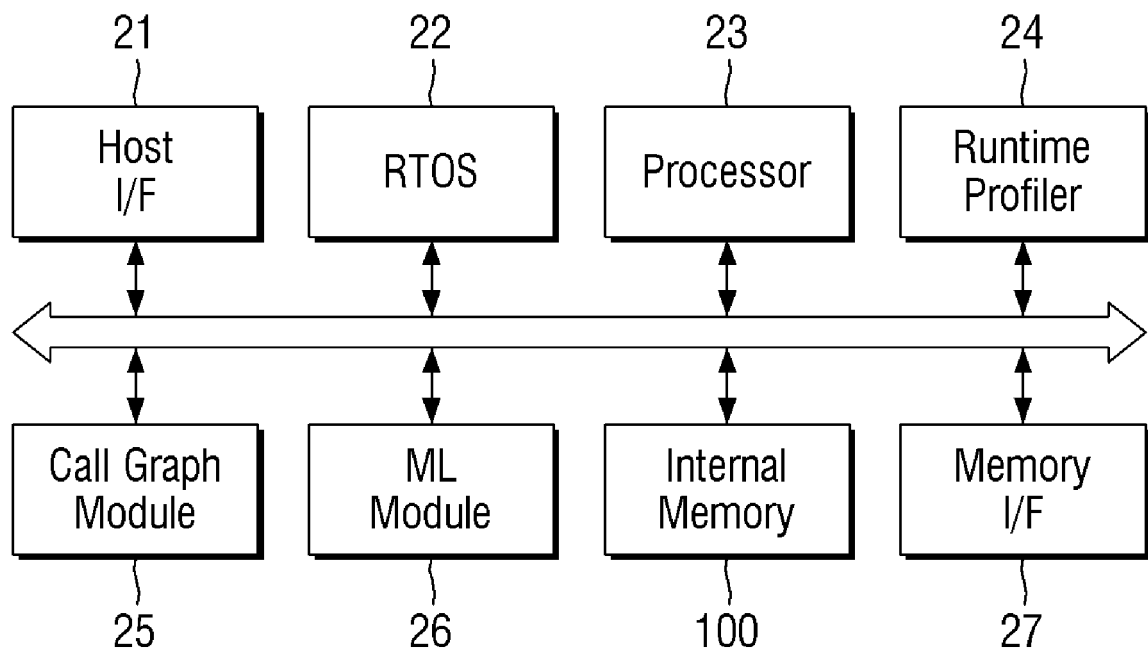 21 22 23 24
Host
I/F
RTOS
Processor
Runtime
Profiler
Call Graph
Module
ML
Module
Internal
Memory
Memory
I/F
25 26 100 27